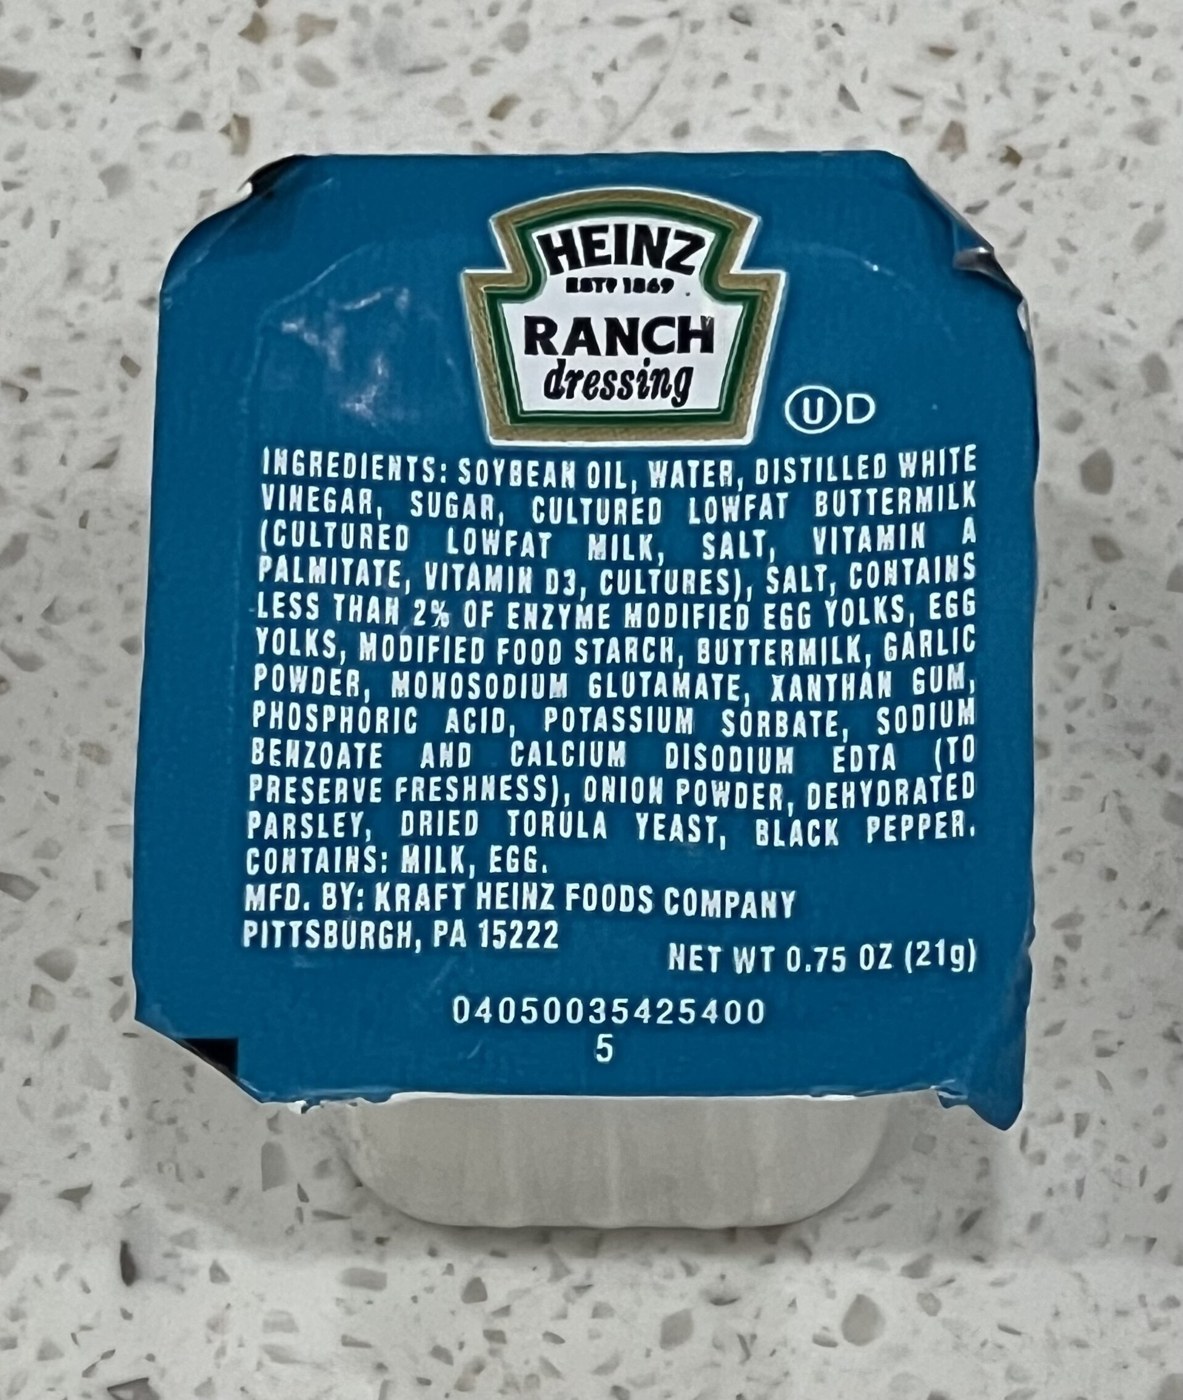 HEINZ
ESTD 1869
RANCH
dressing
U D
INGREDIENTS: SOYBEAN OIL, WATER, DISTILLED WHITE
VINEGAR, SUGAR, CULTURED LOWFAT BUTTERMILK
(CULTURED LOWFAT MILK, SALT, VITAMIN A
PALMITATE, VITAMIN D3, CULTURES), SALT, CONTAINS
LESS THAN 2% OF ENZYME MODIFIED EGG YOLKS, EGG
YOLKS, MODIFIED FOOD STARCH, BUTTERMILK, GARLIC
POWDER, MONOSODIUM GLUTAMATE, XANTHAN GUM,
PHOSPHORIC ACID, POTASSIUM SORBATE, SODIUM
BENZOATE AND CALCIUM DISODIUM EDTA (TO
PRESERVE FRESHNESS), ONION POWDER, DEHYDRATED
PARSLEY, DRIED TORULA YEAST, BLACK PEPPER.
CONTAINS: MILK, EGG.
MFD. BY: KRAFT HEINZ FOODS COMPANY
PITTSBURGH, PA 15222
NET WT 0.75 OZ (21g)
04050035425400
5